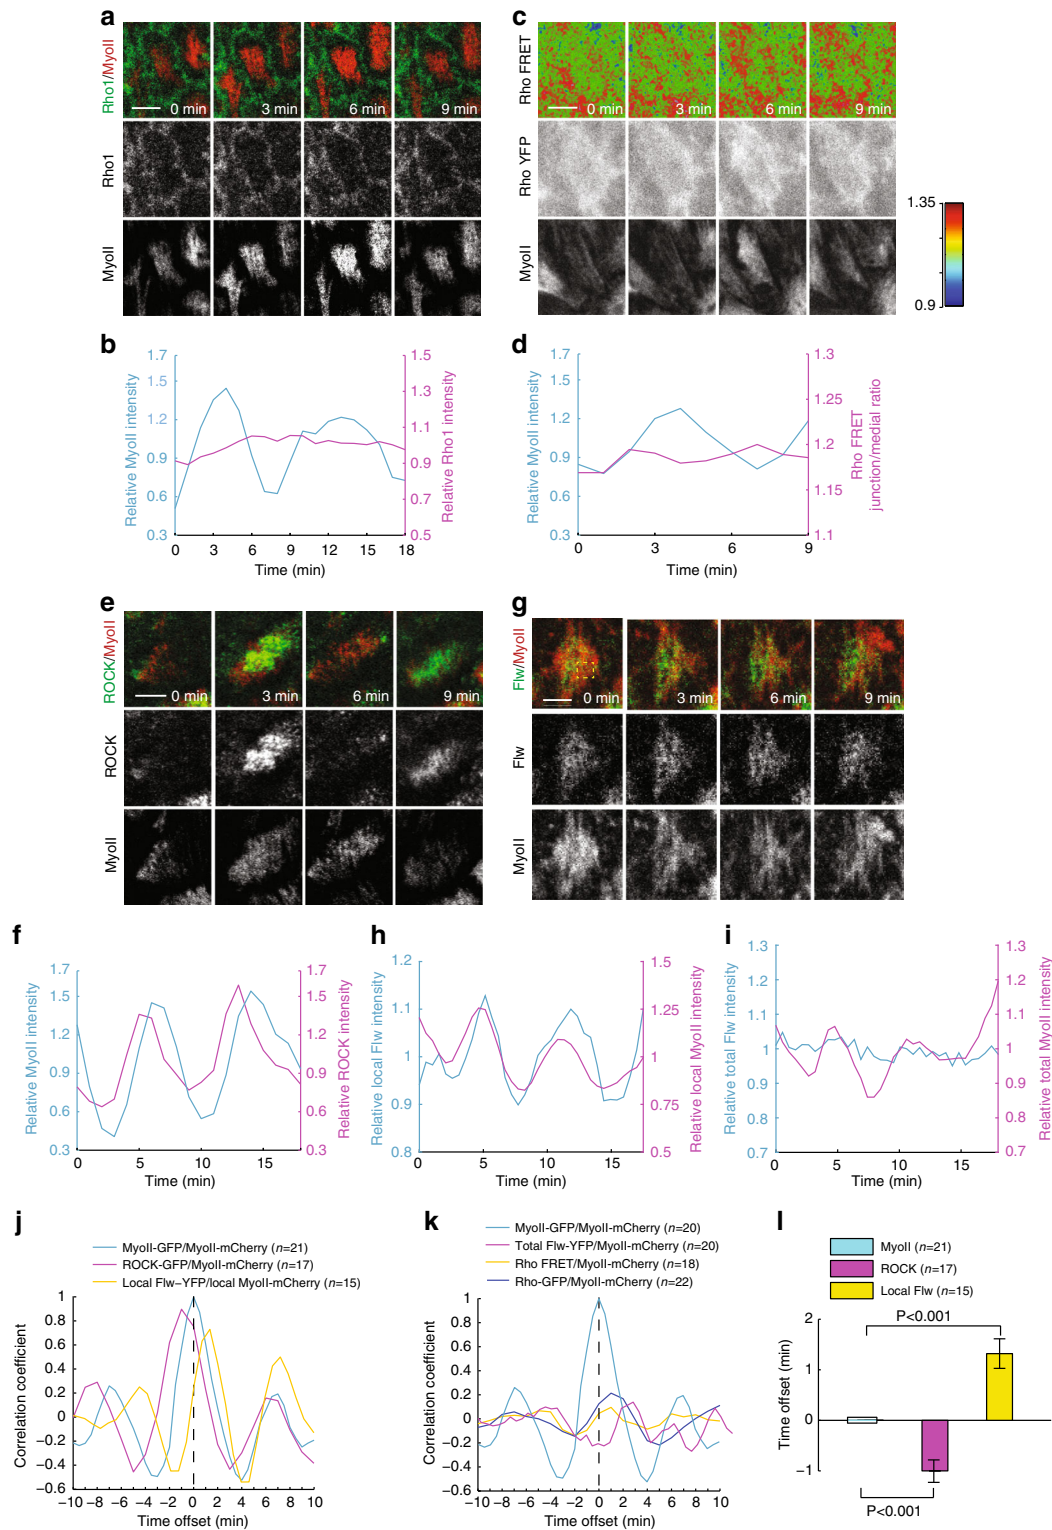 a
Rho1/MyoII
0 min
3 min
6 min
9 min
Rho1
MyoII
c
Rho FRET
0 min
3 min
6 min
9 min
Rho YFP
MyoII
1.35
0.9
b
Relative MyoII intensity
1.7
1.5
1.2
0.9
0.6
0.3
1.5
1.3
1.1
0.9
0.7
0.5
Relative Rho1 intensity
0 3 6 9 12 15 18
Time (min)
d
Relative MyoII intensity
1.7
1.5
1.2
0.9
0.6
0.3
1.3
1.25
1.2
1.15
1.1
Rho FRET
junction/medial ratio
0 3 6 9
Time (min)
e
ROCK/MyoII
0 min
3 min
6 min
9 min
ROCK
MyoII
g
Flw/MyoII
0 min
3 min
6 min
9 min
Flw
MyoII
f
Relative MyoII intensity
1.7
1.5
1.2
0.9
0.6
0.3
1.7
1.5
1.2
0.9
0.6
0.3
Relative ROCK intensity
0 5 10 15
Time (min)
h
Relative local Flw intensity
1.2
1.1
1
0.9
0.8
1.5
1.25
1
0.75
0.5
Relative local MyoII intensity
0 5 10 15
Time (min)
i
Relative total Flw intensity
1.3
1.2
1.1
1
0.9
0.8
0.7
1.3
1.2
1.1
1
0.9
0.8
0.7
Relative total MyoII intensity
0 5 10 15
Time (min)
j
MyoII-GFP/MyoII-mCherry (n=21)
ROCK-GFP/MyoII-mCherry (n=17)
Local Flw–YFP/local MyoII-mCherry (n=15)
Correlation coefficient
1
0.8
0.6
0.4
0.2
0
−0.2
−0.4
−0.6
−10 −8 −6 −4 −2 0 2 4 6 8 10
Time offset (min)
k
MyoII-GFP/MyoII-mCherry (n=20)
Total Flw-YFP/MyoII-mCherry (n=20)
Rho FRET/MyoII-mCherry (n=18)
Rho-GFP/MyoII-mCherry (n=22)
Correlation coefficient
1
0.8
0.6
0.4
0.2
0
−0.2
−0.4
−0.6
−10 −8 −6 −4 −2 0 2 4 6 8 10
Time offset (min)
l
MyoII (n=21)
ROCK (n=17)
Local Flw (n=15)
P<0.001
Time offset (min)
2
1
0
−1
P<0.001